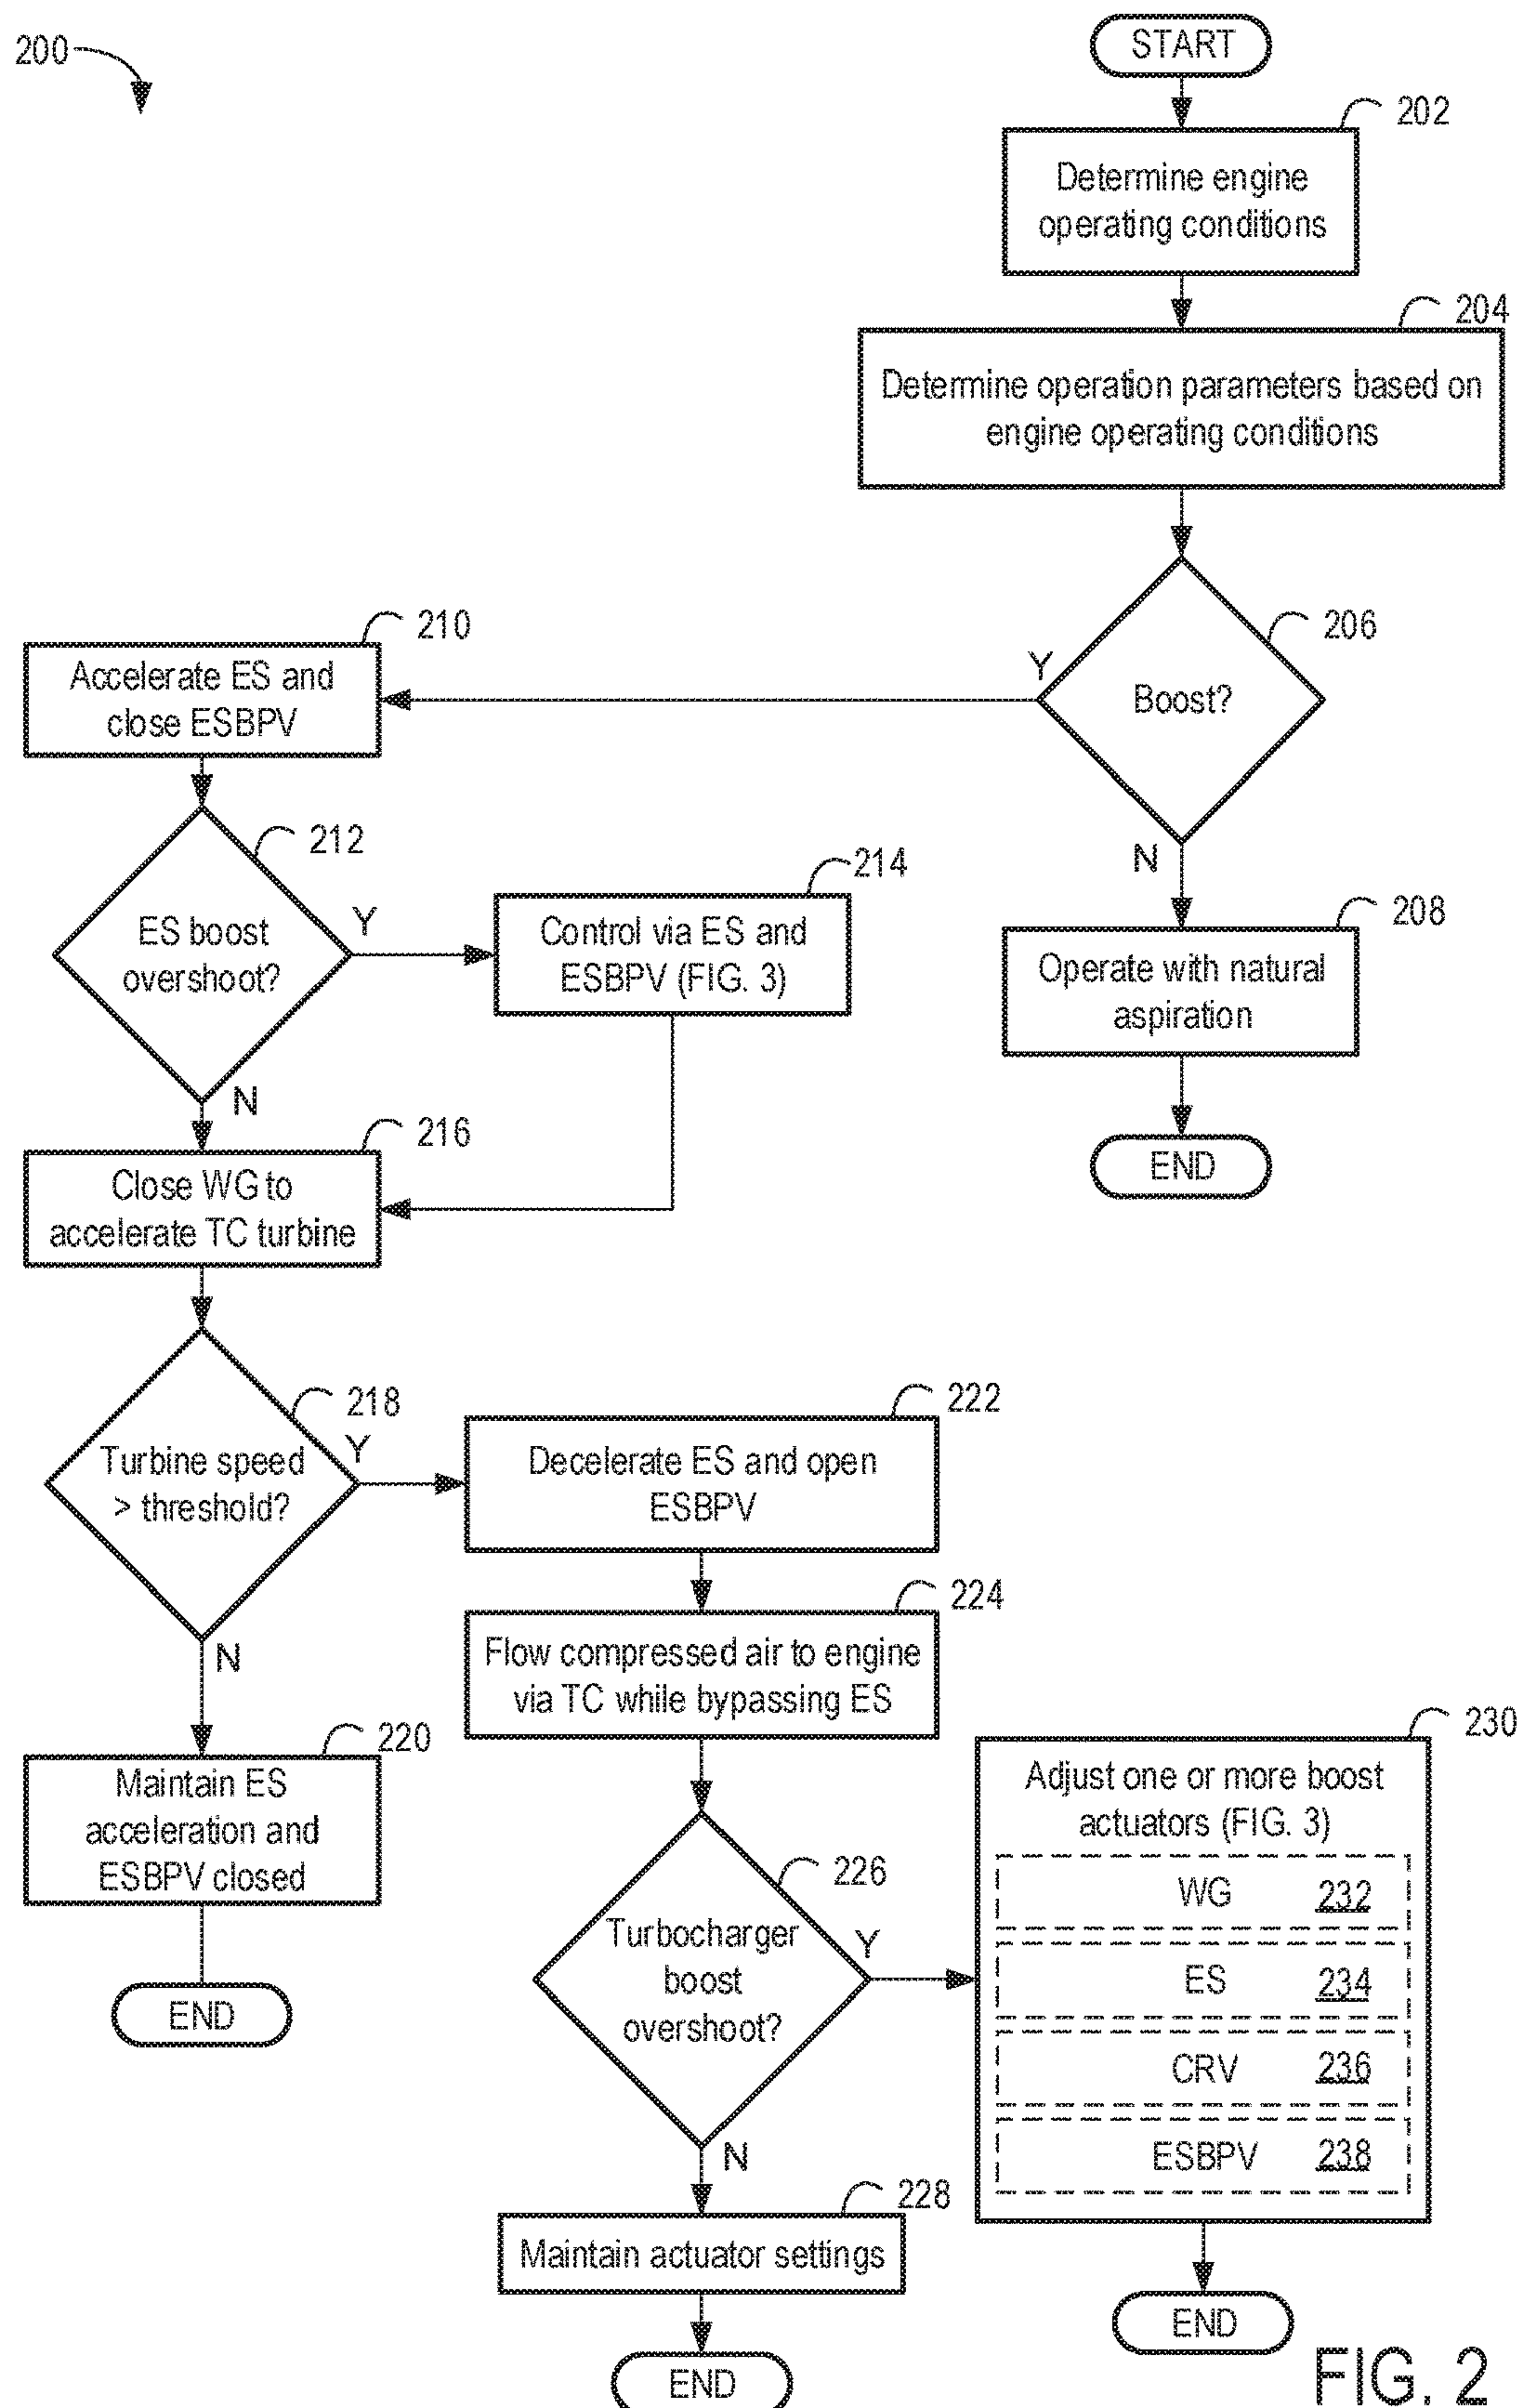 200
START
202
Determine engine
operating conditions
204
Determine operation parameters based on
engine operating conditions
206
Boost?
Y
N
208
Operate with natural
aspiration
END
210
Accelerate ES and
close ESBPV
212
ES boost
overshoot?
Y
N
214
Control via ES and
ESBPV (FIG. 3)
216
Close WG to
accelerate TC turbine
218
Turbine speed
> threshold?
Y
N
220
Maintain ES
acceleration and
ESBPV closed
END
222
Decelerate ES and open
ESBPV
224
Flow compressed air to engine
via TC while bypassing ES
226
Turbocharger
boost
overshoot?
Y
N
228
Maintain actuator settings
END
230
Adjust one or more boost
actuators (FIG. 3)
WG 232
ES 234
CRV 236
ESBPV 238
END
FIG. 2